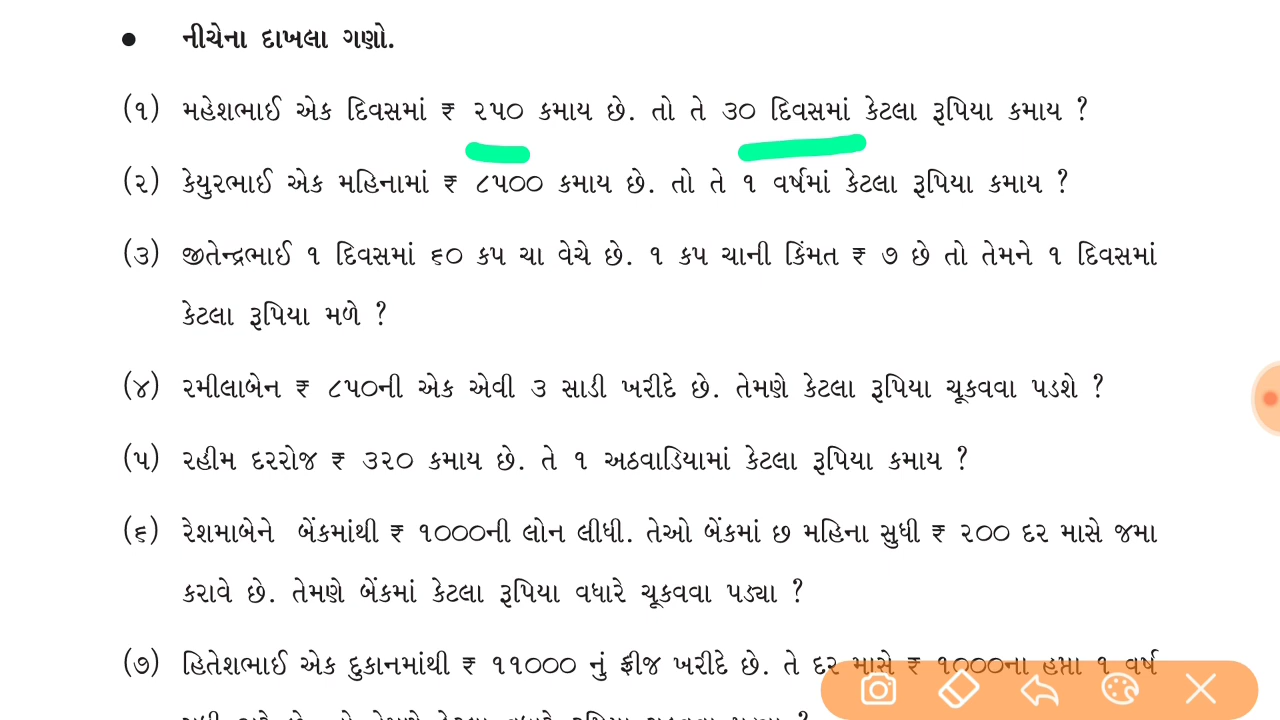 ● નીચેના દાખલા ગણો.
(૧) મહેશભાઈ એક દિવસમાં ₹ ૨૫૦ કમાય છે. તો તે ૩૦ દિવસમાં કેટલા રૂપિયા કમાય ?
(૨) કેયુરભાઈ એક મહિનામાં ₹ ૮૫૦૦ કમાય છે. તો તે ૧ વર્ષમાં કેટલા રૂપિયા કમાય ?
(૩) જીતેન્દ્રભાઈ ૧ દિવસમાં ૬૦ કપ ચા વેચે છે. ૧ કપ ચાની કિંમત ₹ ૭ છે તો તેમને ૧ દિવસમાં
કેટલા રૂપિયા મળે ?
(૪) રમીલાબેન ₹ ૮૫૦ની એક એવી ૩ સાડી ખરીદે છે. તેમણે કેટલા રૂપિયા ચૂકવવા પડશે ?
(૫) રહીમ દરરોજ ₹ ૩૨૦ કમાય છે. તે ૧ અઠવાડિયામાં કેટલા રૂપિયા કમાય ?
(૬) રેશમાબેને બેંકમાંથી ₹ ૧૦૦૦ની લોન લીધી. તેઓ બેંકમાં છ મહિના સુધી ₹ ૨૦૦ દર માસે જમા
કરાવે છે. તેમણે બેંકમાં કેટલા રૂપિયા વધારે ચૂકવવા પડ્યા ?
(૭) હિતેશભાઈ એક દુકાનમાંથી ₹ ૧૧૦૦૦ નું ફ્રીજ ખરીદે છે. તે દર માસે ₹ ૧૦૦૦ના હપ્તા ૧ વર્ષ